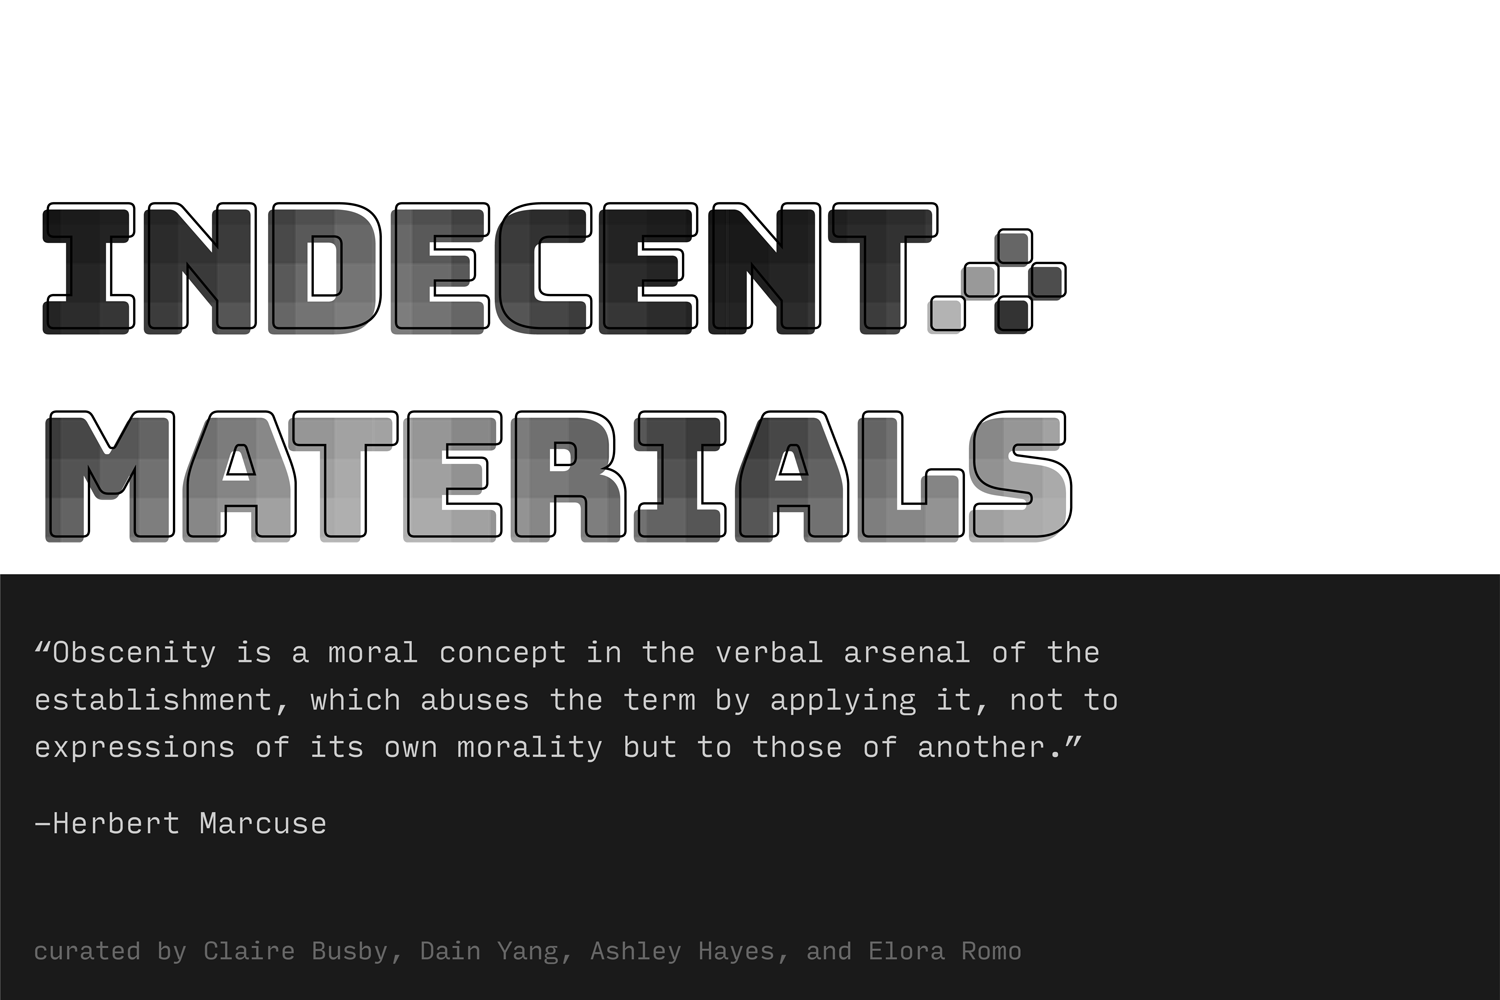 INDECENT
MATERIALS
“Obscenity is a moral concept in the verbal arsenal of the
establishment, which abuses the term by applying it, not to
expressions of its own morality but to those of another.”
–Herbert Marcuse
curated by Claire Busby, Dain Yang, Ashley Hayes, and Elora Romo